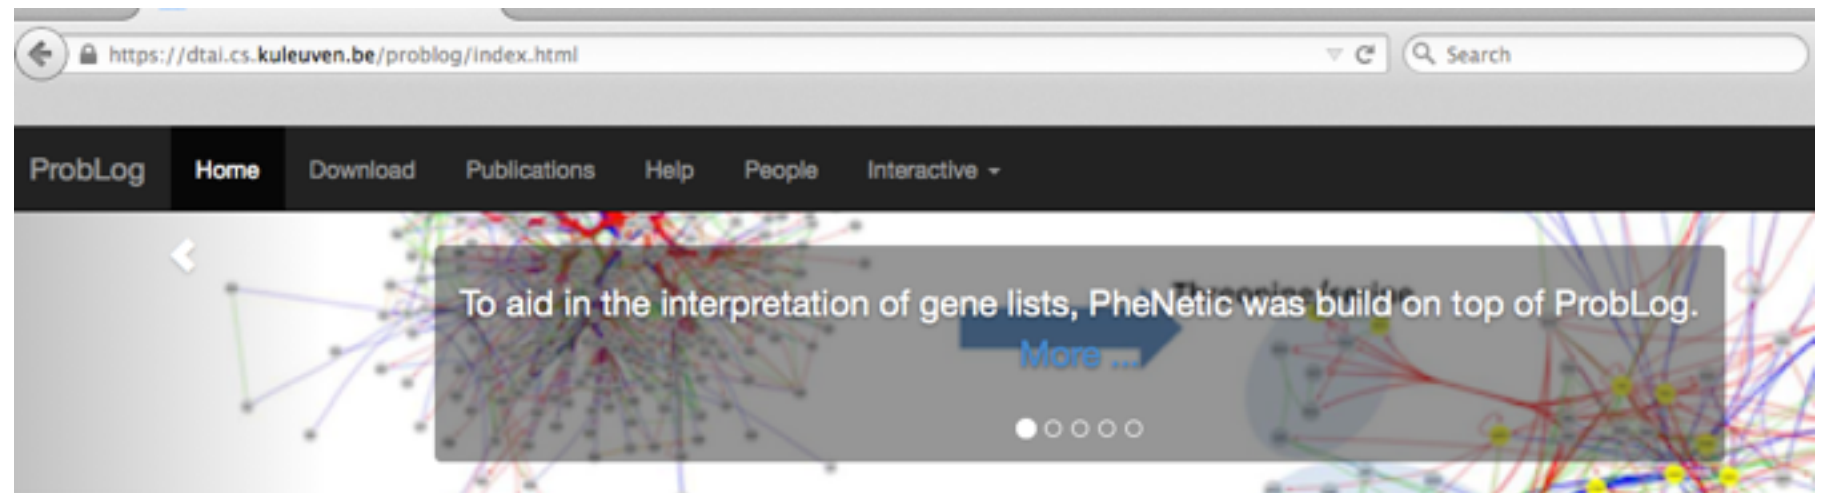 https://dtai.cs.kuleuven.be/problog/index.html Search
ProbLog Home Download Publications Help People Interactive
To aid in the interpretation of gene lists, PheNetic was build on top of ProbLog.
More ...